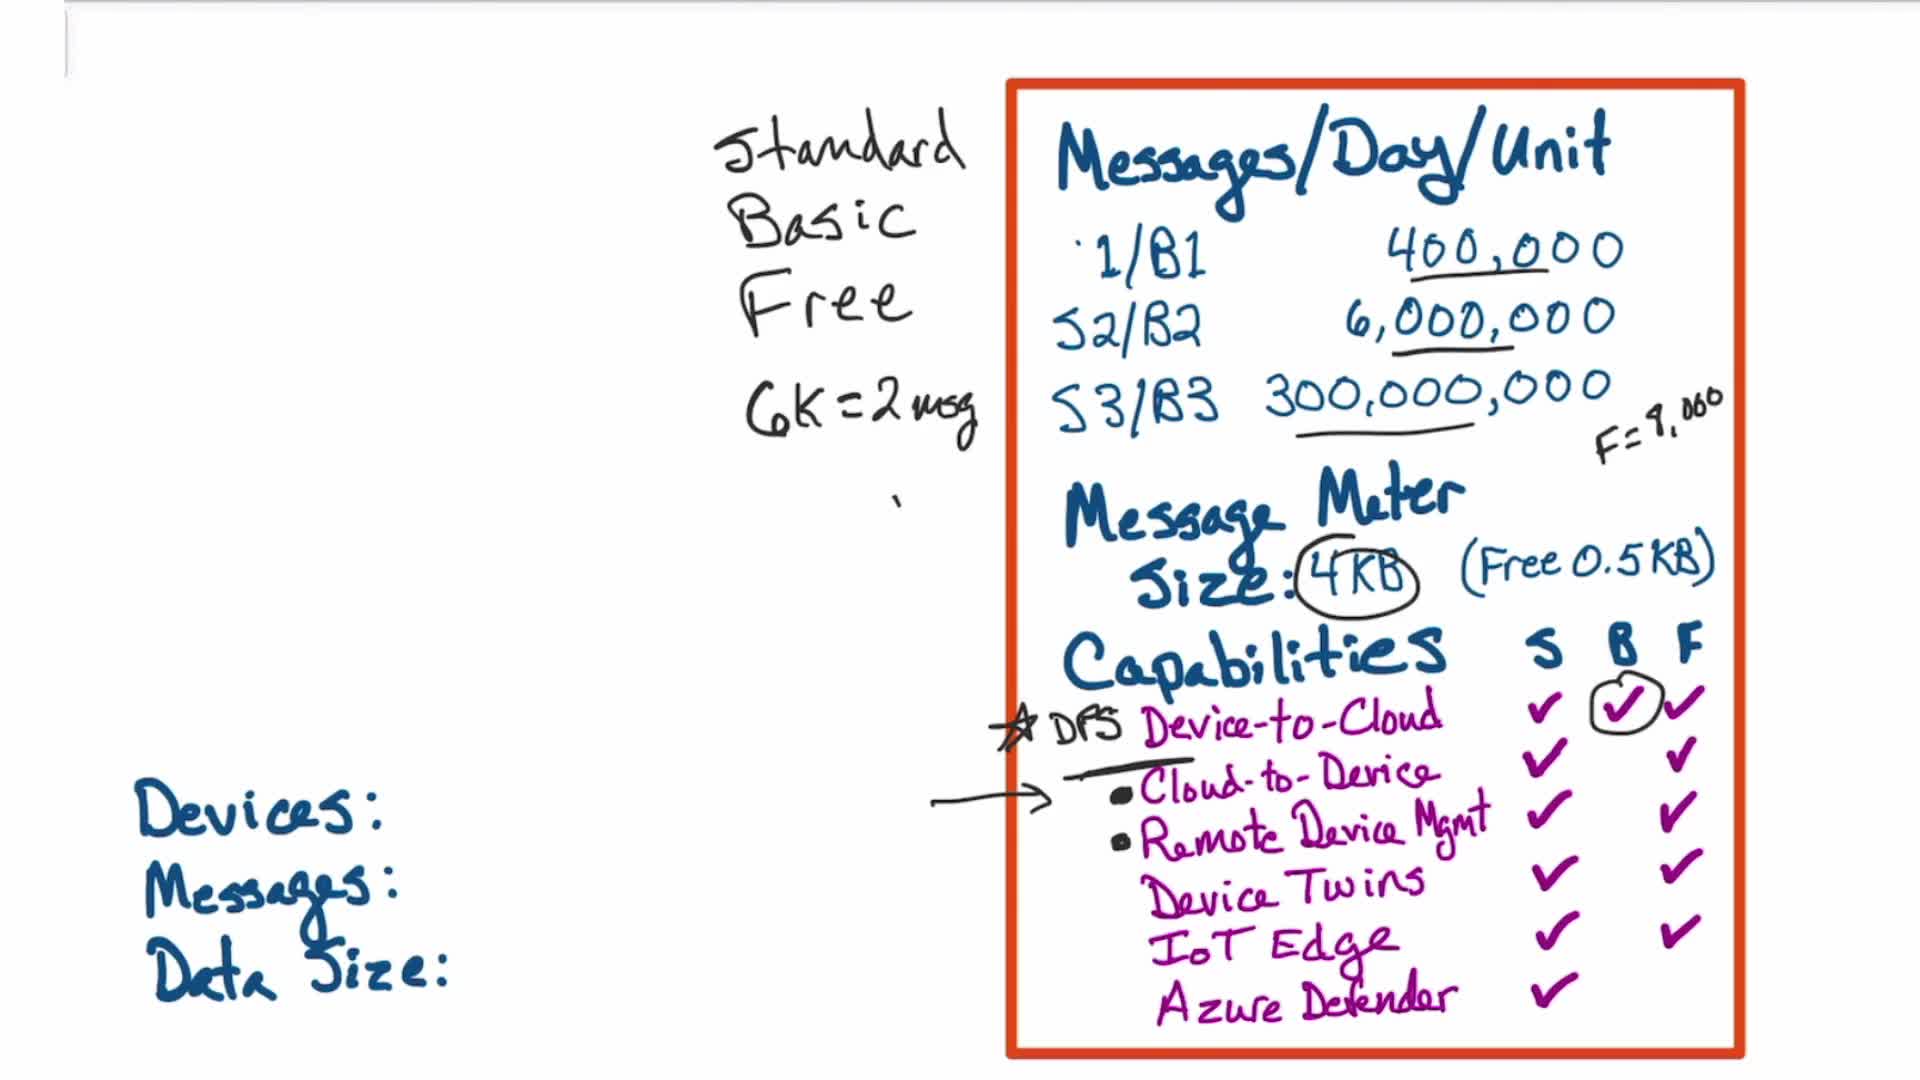 Standard
Basic
Free
6K = 2 msg
Messages/Day/Unit
1/B1 400,000
S2/B2 6,000,000
S3/B3 300,000,000
F = 8,000
Message Meter
Size: 4KB (Free 0.5KB)
Capabilities S B F
DPS Device-to-Cloud ✓ ✓ ✓
Cloud-to-Device ✓ ✓
Remote Device Mgmt ✓ ✓
Device Twins ✓ ✓
IoT Edge ✓ ✓
Azure Defender ✓
Devices:
Messages:
Data Size: